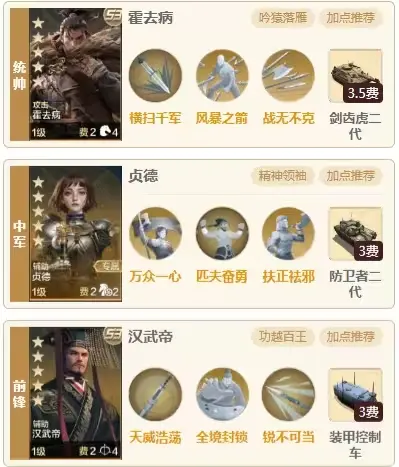 统帅
S3
攻击
霍去病
1级
费2
4
霍去病
吟猿落雁
加点推荐
横扫千军
风暴之前
战无不克
3.5费
剑齿虎二
代
中军
专属
辅助
贞德
1级
费2
2
贞德
精神领袖
加点推荐
万众一心
匹夫奋勇
扶正祛邪
3费
防卫者二
代
前锋
S3
辅助
汉武帝
1级
费2
4
汉武帝
功越百王
加点推荐
天威浩荡
全境封锁
锐不可当
3费
装甲控制
车